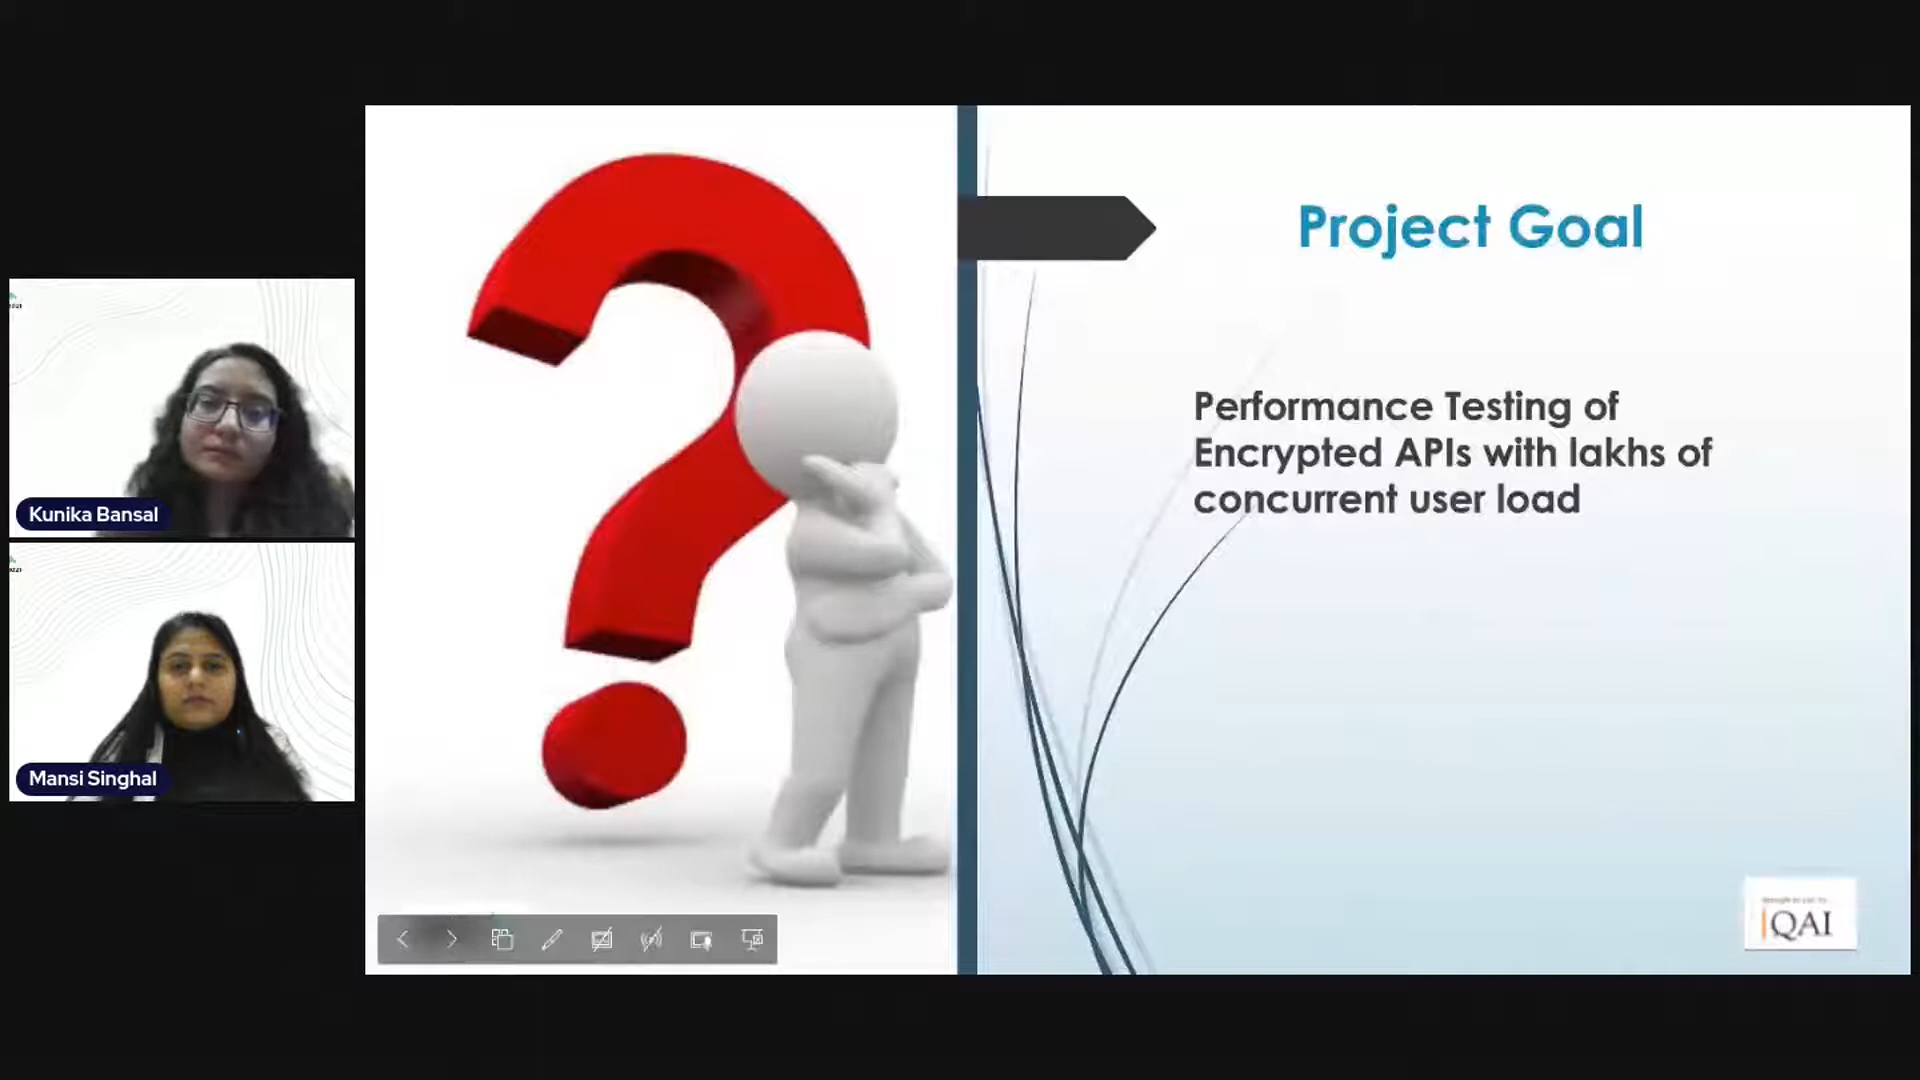 Project Goal
Performance Testing of
Encrypted APIs with lakhs of
concurrent user load
Kunika Bansal
Mansi Singhal
QAI